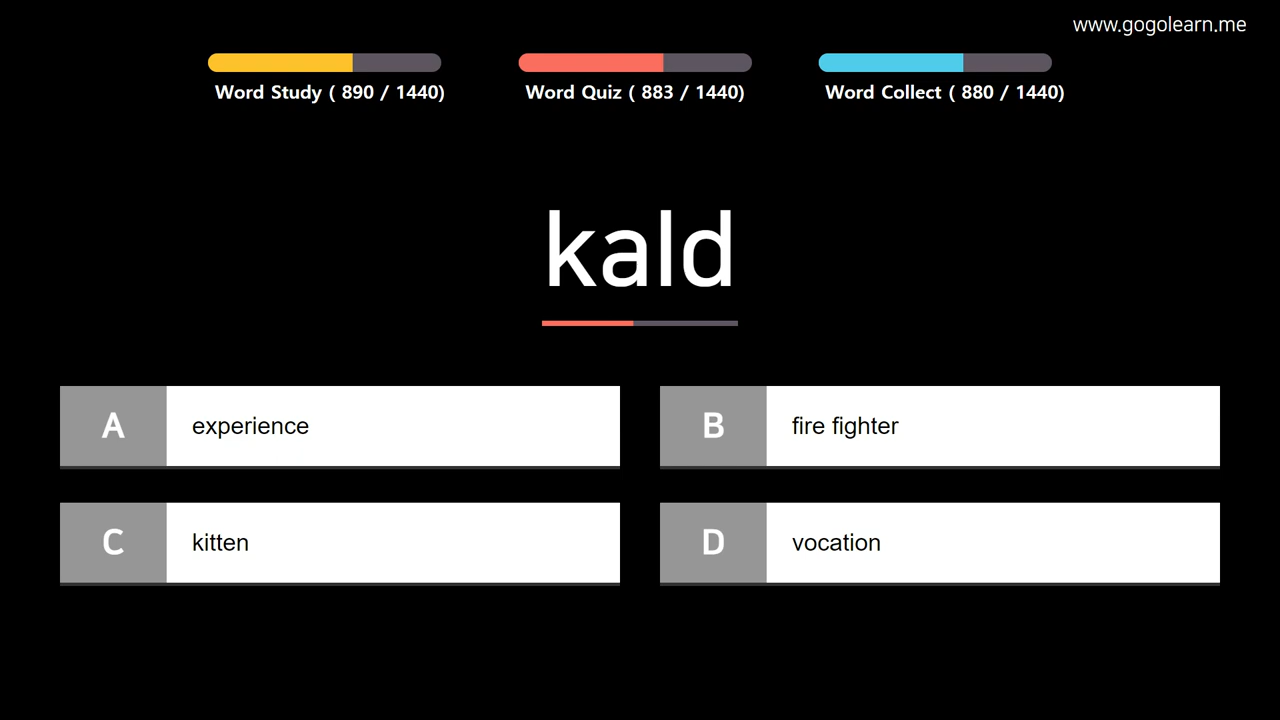 www.gogolearn.me
Word Study ( 890 / 1440)
Word Quiz ( 883 / 1440)
Word Collect ( 880 / 1440)
kald
A experience
B fire fighter
C kitten
D vocation